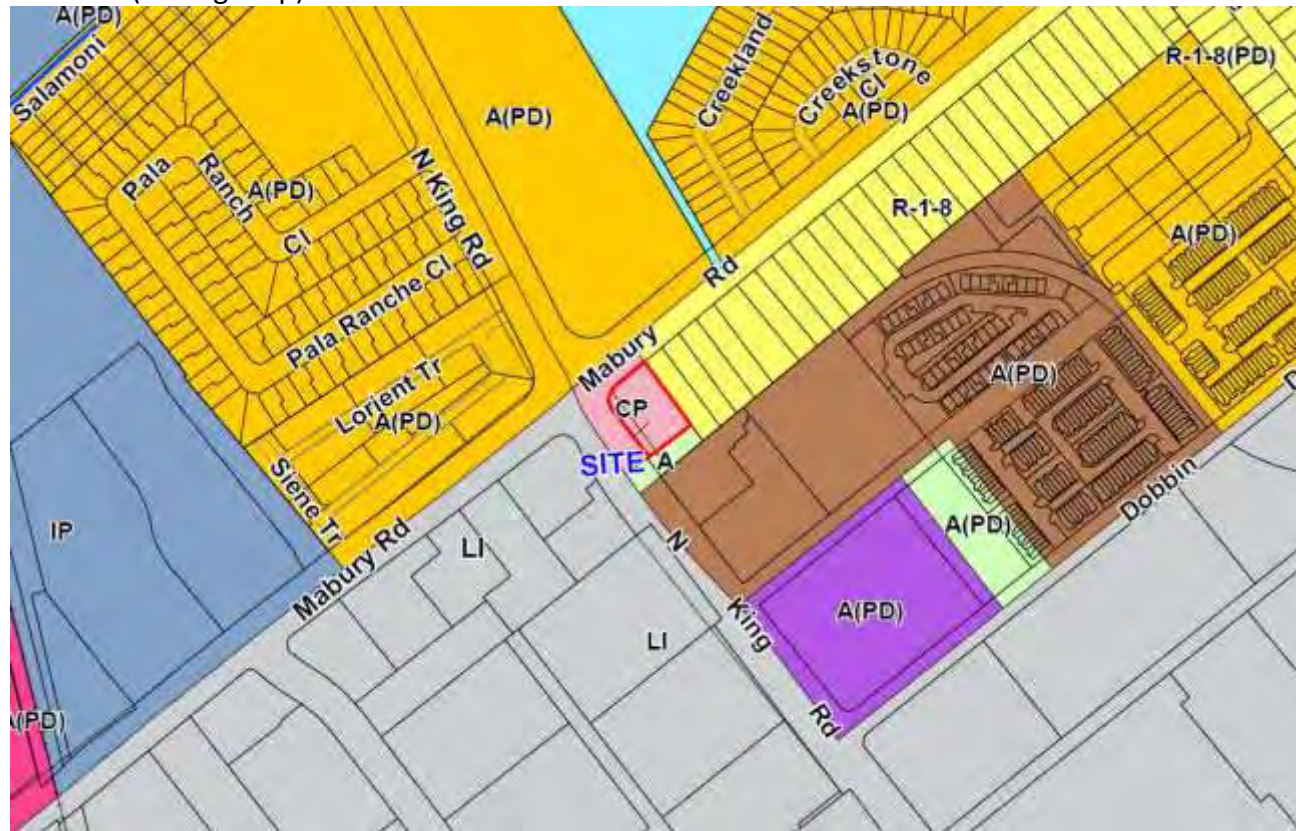 A(PD)
Salamoni
Creekland
Creekstone
Cl
A(PD)
R-1-8(PD)
A(PD)
Pala
Ranch
Cl
A(PD)
N King Rd
R-1-8
A(PD)
Rd
Mabury
Pala Ranche Cl
Lorient Tr
A(PD)
A(PD)
CP
SITE
A
Siene Tr
Mabury Rd
IP
LI
N
King
Rd
A(PD)
Dobbin
A(PD)
LI
A(PD)